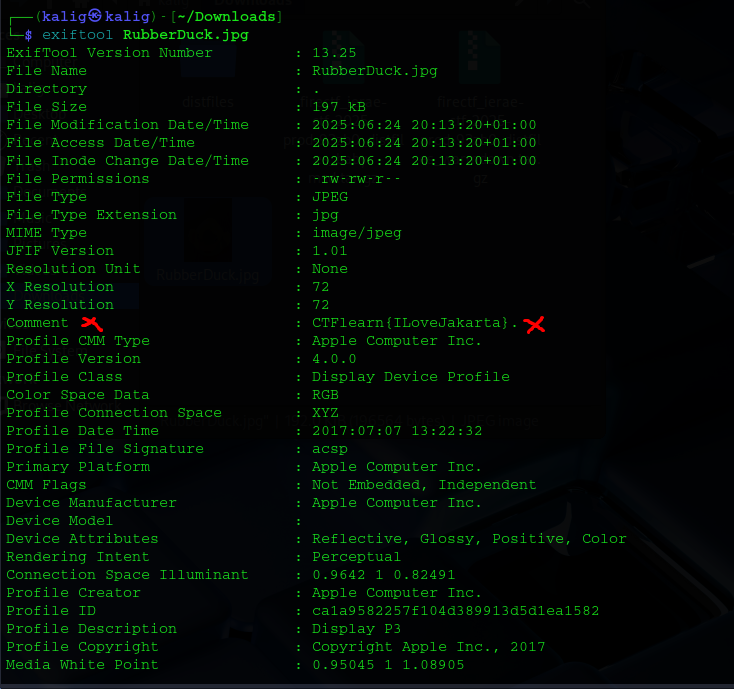 (kalig㉿kalig)-[~/Downloads]
$ exiftool RubberDuck.jpg
ExifTool Version Number : 13.25
File Name : RubberDuck.jpg
Directory : .
File Size : 197 kB
File Modification Date/Time : 2025:06:24 20:13:20+01:00
File Access Date/Time : 2025:06:24 20:13:20+01:00
File Inode Change Date/Time : 2025:06:24 20:13:20+01:00
File Permissions : -rw-rw-r--
File Type : JPEG
File Type Extension : jpg
MIME Type : image/jpeg
JFIF Version : 1.01
Resolution Unit : None
X Resolution : 72
Y Resolution : 72
Comment : CTFlearn{ILoveJakarta}.
Profile CMM Type : Apple Computer Inc.
Profile Version : 4.0.0
Profile Class : Display Device Profile
Color Space Data : RGB
Profile Connection Space : XYZ
Profile Date Time : 2017:07:07 13:22:32
Profile File Signature : acsp
Primary Platform : Apple Computer Inc.
CMM Flags : Not Embedded, Independent
Device Manufacturer : Apple Computer Inc.
Device Model :
Device Attributes : Reflective, Glossy, Positive, Color
Rendering Intent : Perceptual
Connection Space Illuminant : 0.9642 1 0.82491
Profile Creator : Apple Computer Inc.
Profile ID : ca1a9582257f104d389913d5d1ea1582
Profile Description : Display P3
Profile Copyright : Copyright Apple Inc., 2017
Media White Point : 0.95045 1 1.08905
distfiles
RubberDuck.jpg